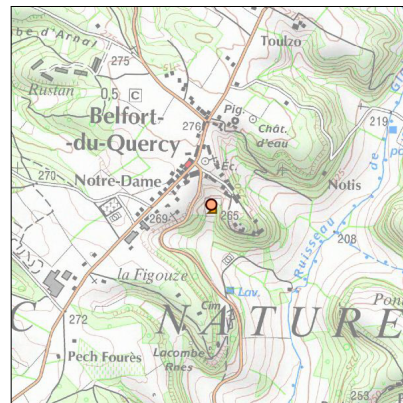 Toulzo
be d'Arnal
275
Rustan
0,5 C
Belfort-
du-Quercy
276
Pig.
Chât.
d'eau
219
Éc.
270
Notre-Dame
Notis
269
265
208
Ruisseau
de
la Figouze
Lav.
Cim.
C NATURE
272
Pech Fourès
Lacombe
Rnes
253